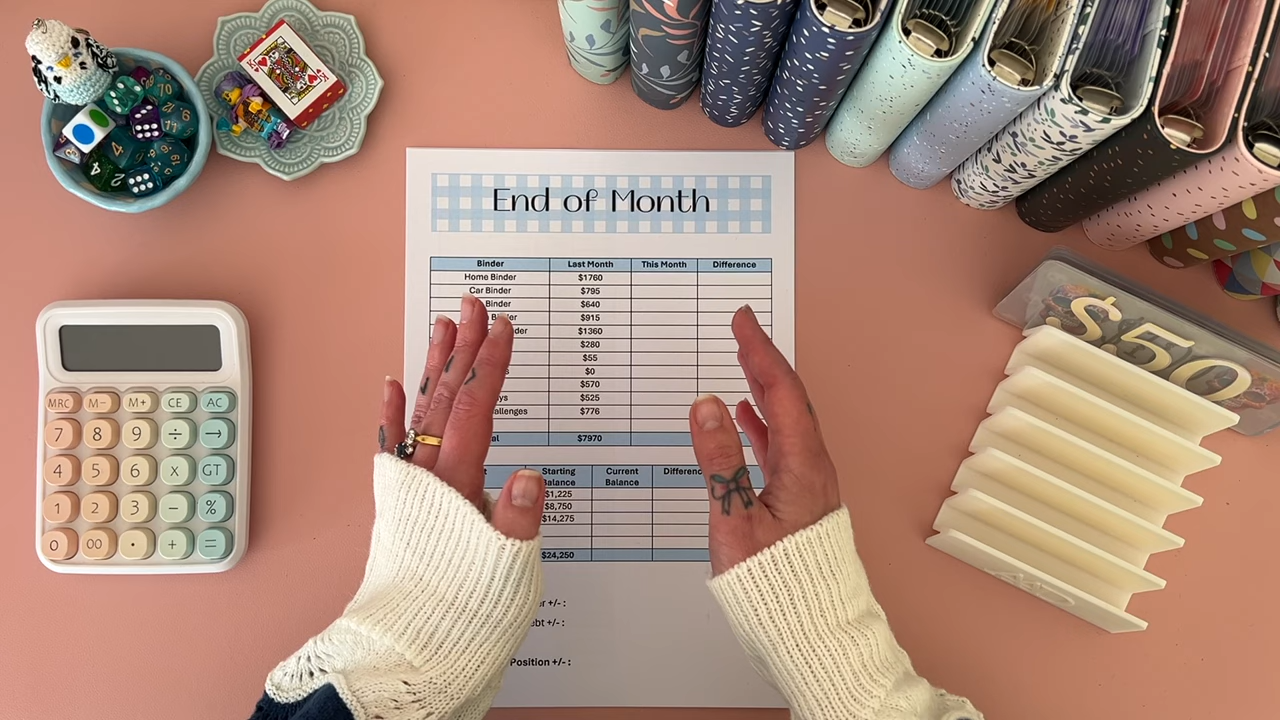 End of Month
Binder Last Month This Month Difference
Home Binder $1760
Car Binder $795
Binder $640
$915
$1360
$280
$55
$0
$570
$525
$776
$7970
Starting Balance Current Balance
$1,225
$8,750
$14,275
$24,250
+/- :
+/- :
Position +/- :
$50
MRC M- M+ CE AC
7 8 9 ÷ →
4 5 6 X GT
1 2 3 - %
0 00 • + =
K